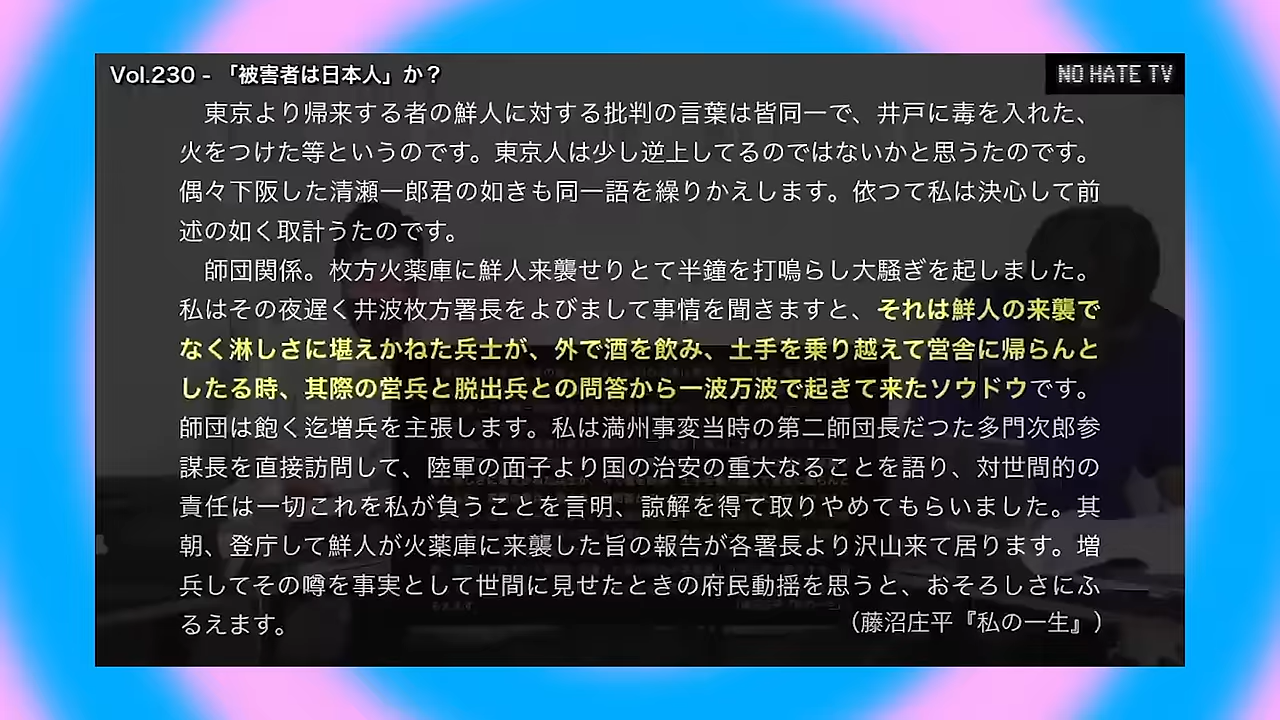 Vol.230 - 「被害者は日本人」か？
NO HATE TV
東京より帰来する者の鮮人に対する批判の言葉は皆同一で、井戸に毒を入れた、
火をつけた等というのです。東京人は少し逆上してるのではないかと思うたのです。
偶々下阪した清瀬一郎君の如きも同一語を繰りかえします。依つて私は決心して前
述の如く取計うたのです。
師団関係。枚方火薬庫に鮮人来襲せりとて半鐘を打鳴らし大騒ぎを起しました。
私はその夜遅く井波枚方署長をよびまして事情を聞きますと、それは鮮人の来襲で
なく淋しさに堪えかねた兵士が、外で酒を飲み、土手を乗り越えて営舎に帰らんと
したる時、其際の営兵と脱出兵との問答から一波万波で起きて来たソウドウです。
師団は飽く迄増兵を主張します。私は満州事変当時の第二師団長だつた多門次郎参
謀長を直接訪問して、陸軍の面子より国の治安の重大なることを語り、対世間的の
責任は一切これを私が負うことを言明、諒解を得て取りやめてもらいました。其
朝、登庁して鮮人が火薬庫に来襲した旨の報告が各署長より沢山来て居ります。増
兵してその噂を事実として世間に見せたときの府民動揺を思うと、おそろしさにふ
るえます。
（藤沼庄平『私の一生』）